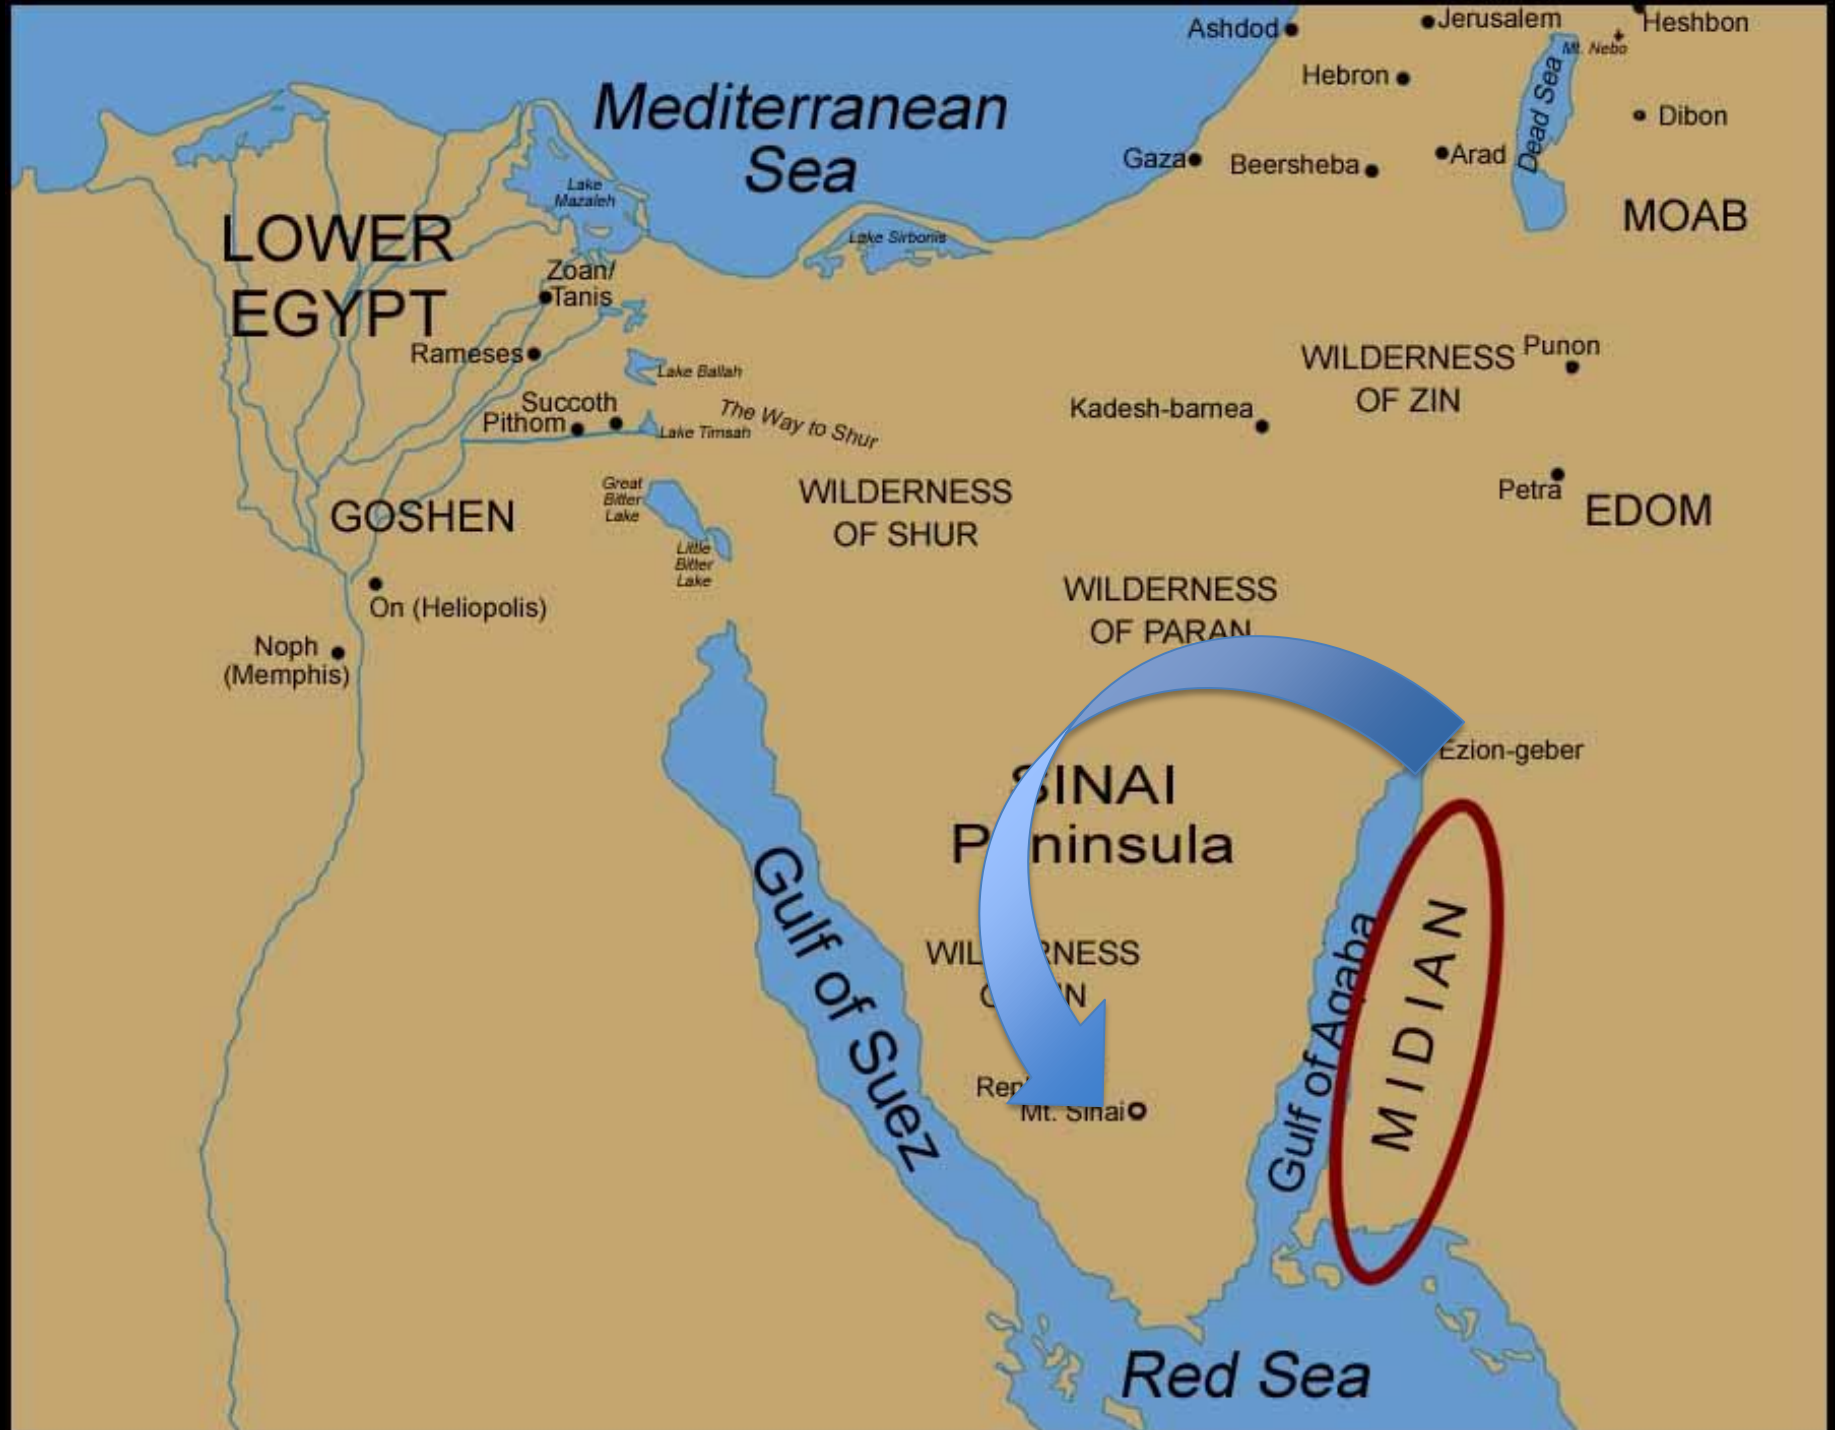 Ashdod
Jerusalem
Heshbon
Mt. Nebo
Hebron
Dead Sea
Dibon
Mediterranean
Sea
Gaza
Beersheba
Arad
MOAB
Lake
Mazaleh
LOWER
EGYPT
Lake Sirbonis
Zoan/
Tanis
Rameses
Lake Ballah
Succoth
Pithom
Lake Timsah
The Way to Shur
WILDERNESS
OF ZIN
Punon
Kadesh-barnea
Petra
EDOM
Great
Bitter
Lake
WILDERNESS
OF SHUR
GOSHEN
Little
Bitter
Lake
On (Heliopolis)
Noph
(Memphis)
WILDERNESS
OF PARAN
Ezion-geber
SINAI
Peninsula
Gulf of Suez
Gulf of Aqaba
MIDIAN
Mt. Sinai
Red Sea